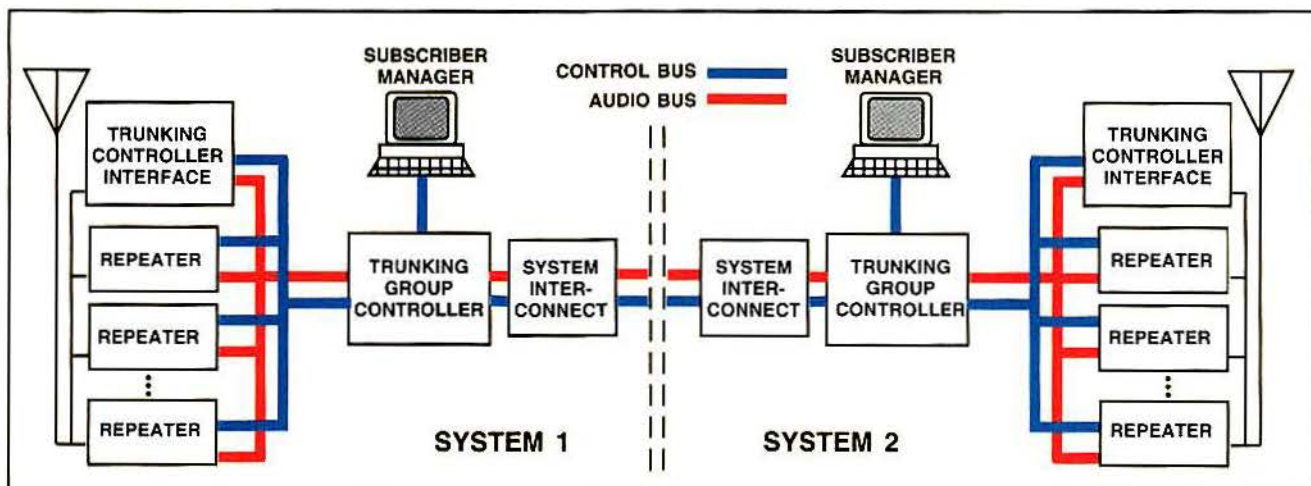 SUBSCRIBER
MANAGER
CONTROL BUS
AUDIO BUS
SUBSCRIBER
MANAGER
TRUNKING
CONTROLLER
INTERFACE
REPEATER
REPEATER
REPEATER
TRUNKING
GROUP
CONTROLLER
SYSTEM
INTER-
CONNECT
SYSTEM
INTER-
CONNECT
TRUNKING
GROUP
CONTROLLER
TRUNKING
CONTROLLER
INTERFACE
REPEATER
REPEATER
REPEATER
SYSTEM 1
SYSTEM 2